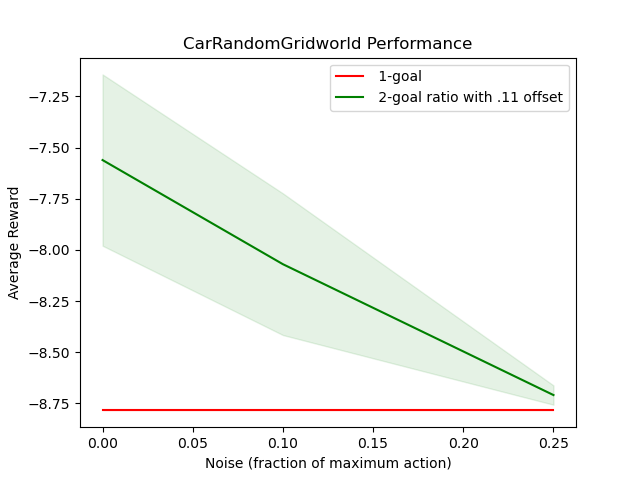 CarRandomGridworld Performance
1-goal
2-goal ratio with .11 offset
Average Reward
−7.25
−7.50
−7.75
−8.00
−8.25
−8.50
−8.75
0.00 0.05 0.10 0.15 0.20 0.25
Noise (fraction of maximum action)